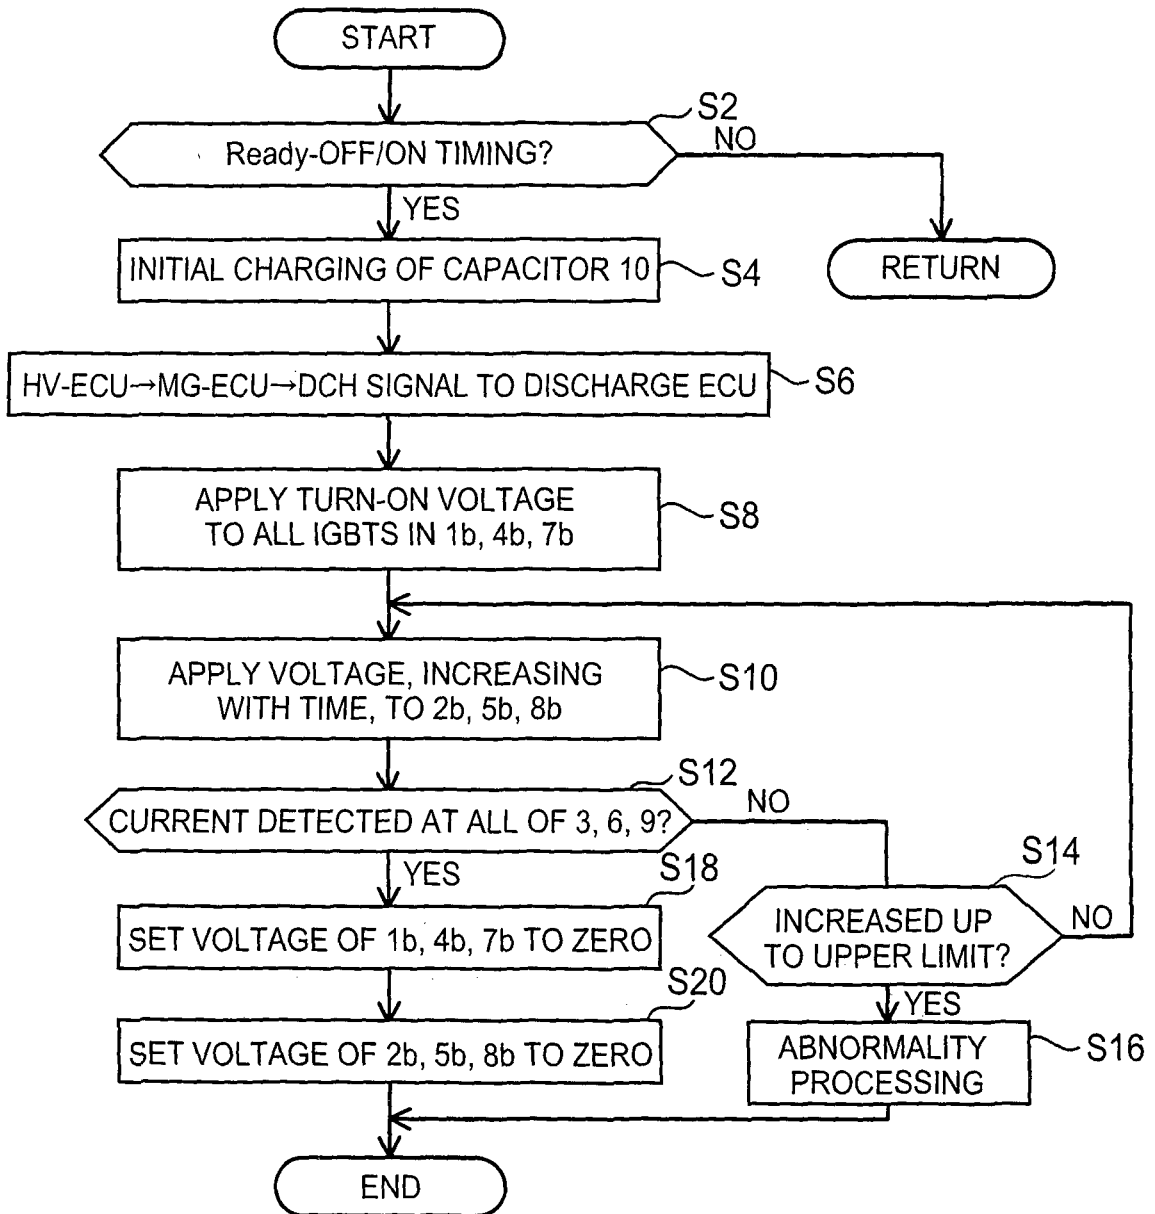 START
S2
Ready-OFF/ON TIMING?
NO
YES
INITIAL CHARGING OF CAPACITOR 10
S4
RETURN
HV-ECU→MG-ECU→DCH SIGNAL TO DISCHARGE ECU
S6
APPLY TURN-ON VOLTAGE
TO ALL IGBTS IN 1b, 4b, 7b
S8
APPLY VOLTAGE, INCREASING
WITH TIME, TO 2b, 5b, 8b
S10
S12
CURRENT DETECTED AT ALL OF 3, 6, 9?
NO
YES
S18
S14
SET VOLTAGE OF 1b, 4b, 7b TO ZERO
INCREASED UP
TO UPPER LIMIT?
NO
S20
YES
SET VOLTAGE OF 2b, 5b, 8b TO ZERO
ABNORMALITY
PROCESSING
S16
END